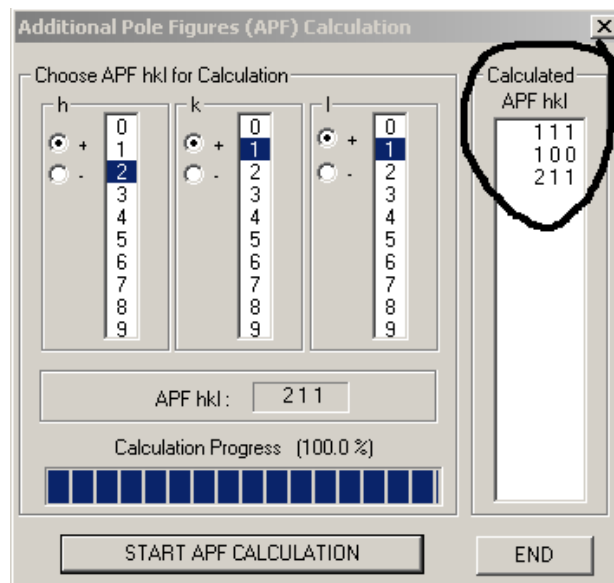 Additional Pole Figures (APF) Calculation X
Choose APF hkl for Calculation
h
+
-
0
1
2
3
4
5
6
7
8
9
k
+
-
0
1
2
3
4
5
6
7
8
9
l
+
-
0
1
2
3
4
5
6
7
8
9
APF hkl : 2 1 1
Calculation Progress (100.0 %)
START APF CALCULATION
Calculated
APF hkl
1 1 1
1 0 0
2 1 1
END